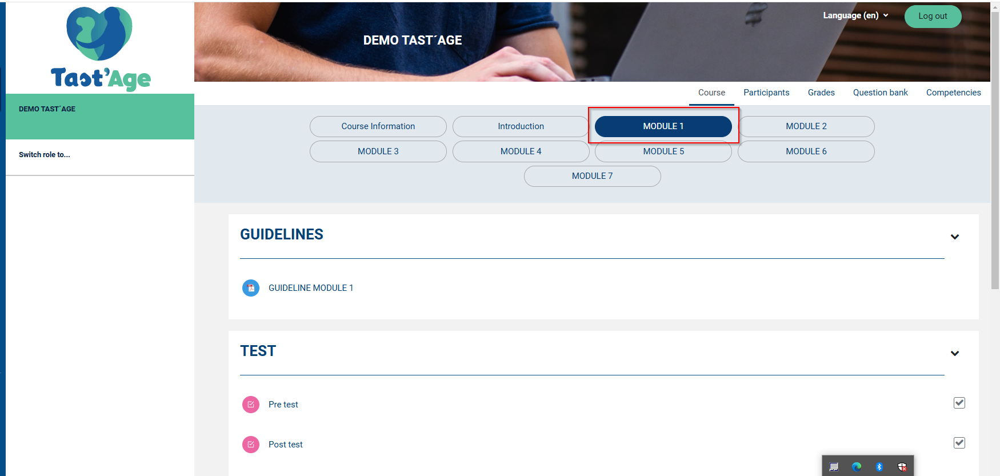 Tast'Age
DEMO TAST´AGE
Language (en)
Log out
Course
Participants
Grades
Question bank
Competencies
DEMO TAST´AGE
Switch role to...
Course Information
Introduction
MODULE 1
MODULE 2
MODULE 3
MODULE 4
MODULE 5
MODULE 6
MODULE 7
GUIDELINES
GUIDELINE MODULE 1
TEST
Pre test
Post test